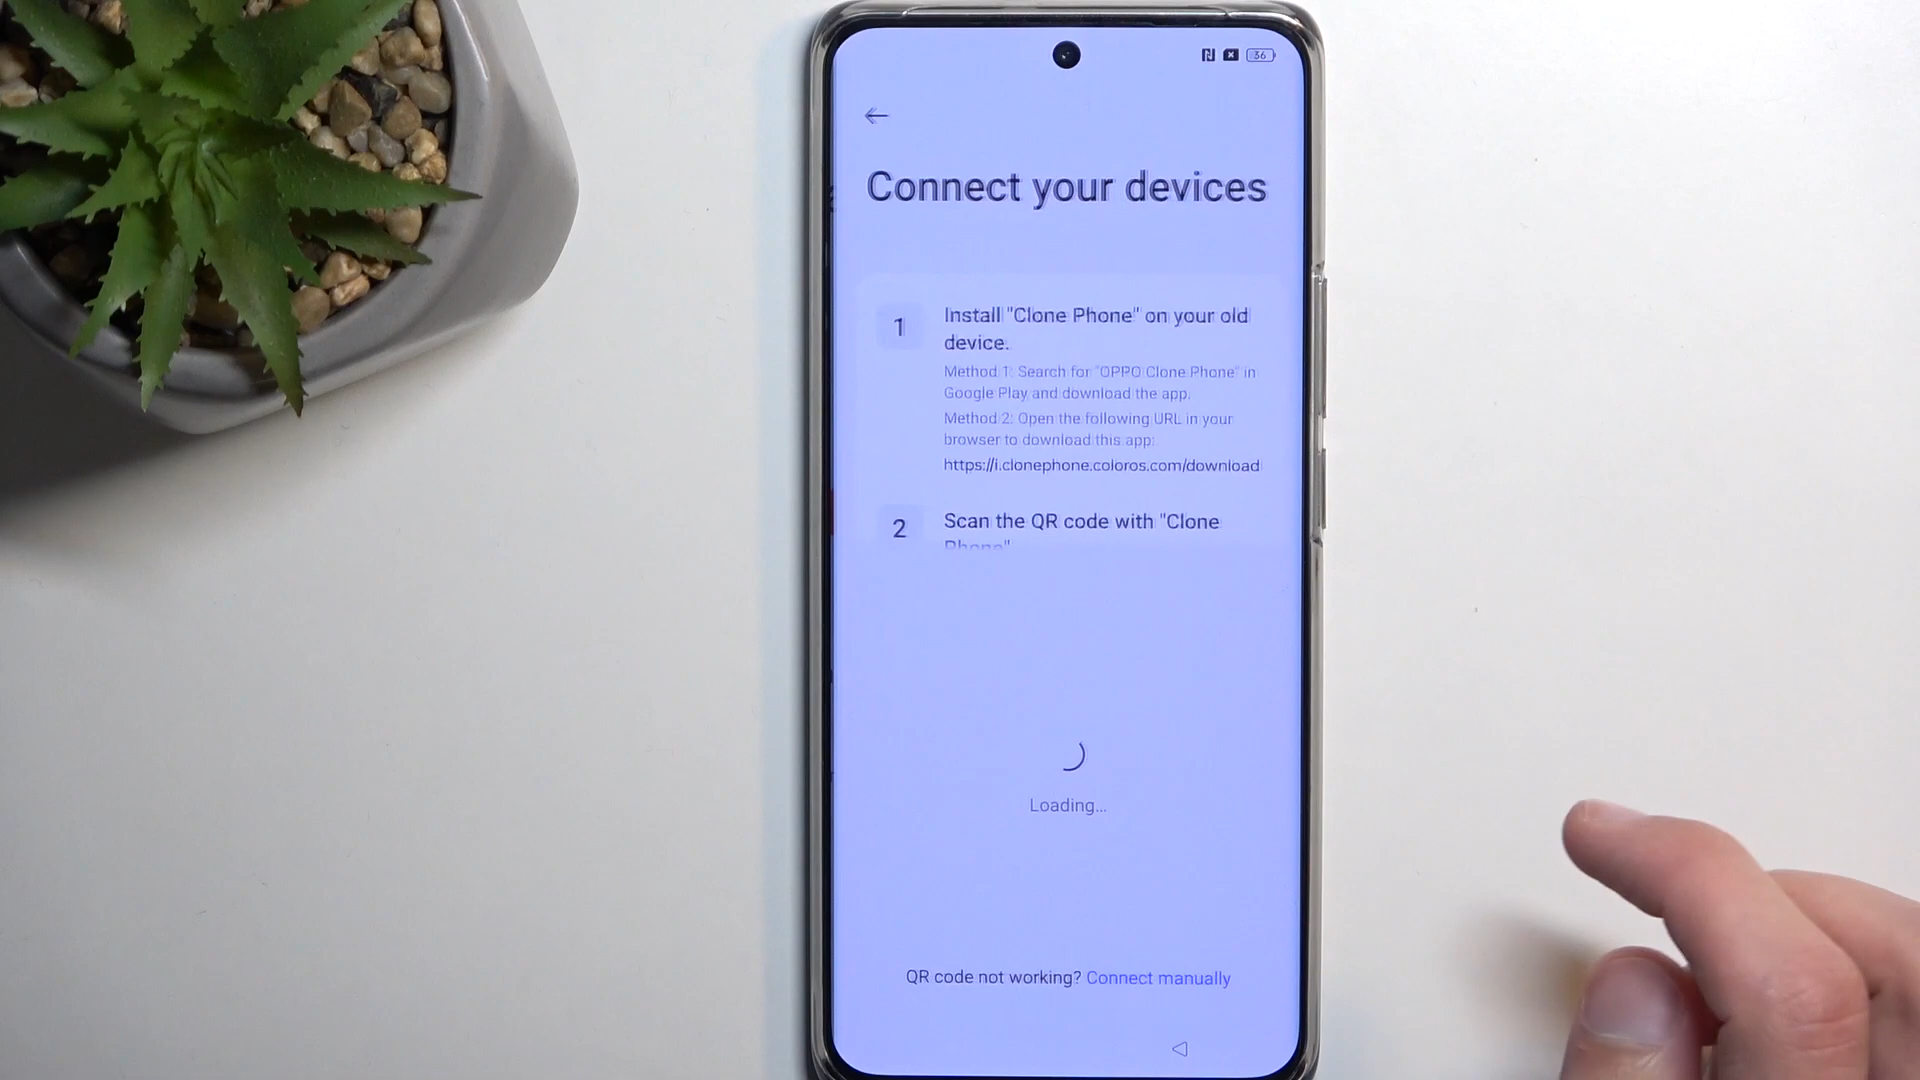 36
Connect your devices
1
Install "Clone Phone" on your old
device.
Method 1: Search for "OPPO Clone Phone" in
Google Play and download the app.
Method 2: Open the following URL in your
browser to download this app:
https://i.clonephone.coloros.com/download
2
Scan the QR code with "Clone
Phone"
Loading...
QR code not working? Connect manually